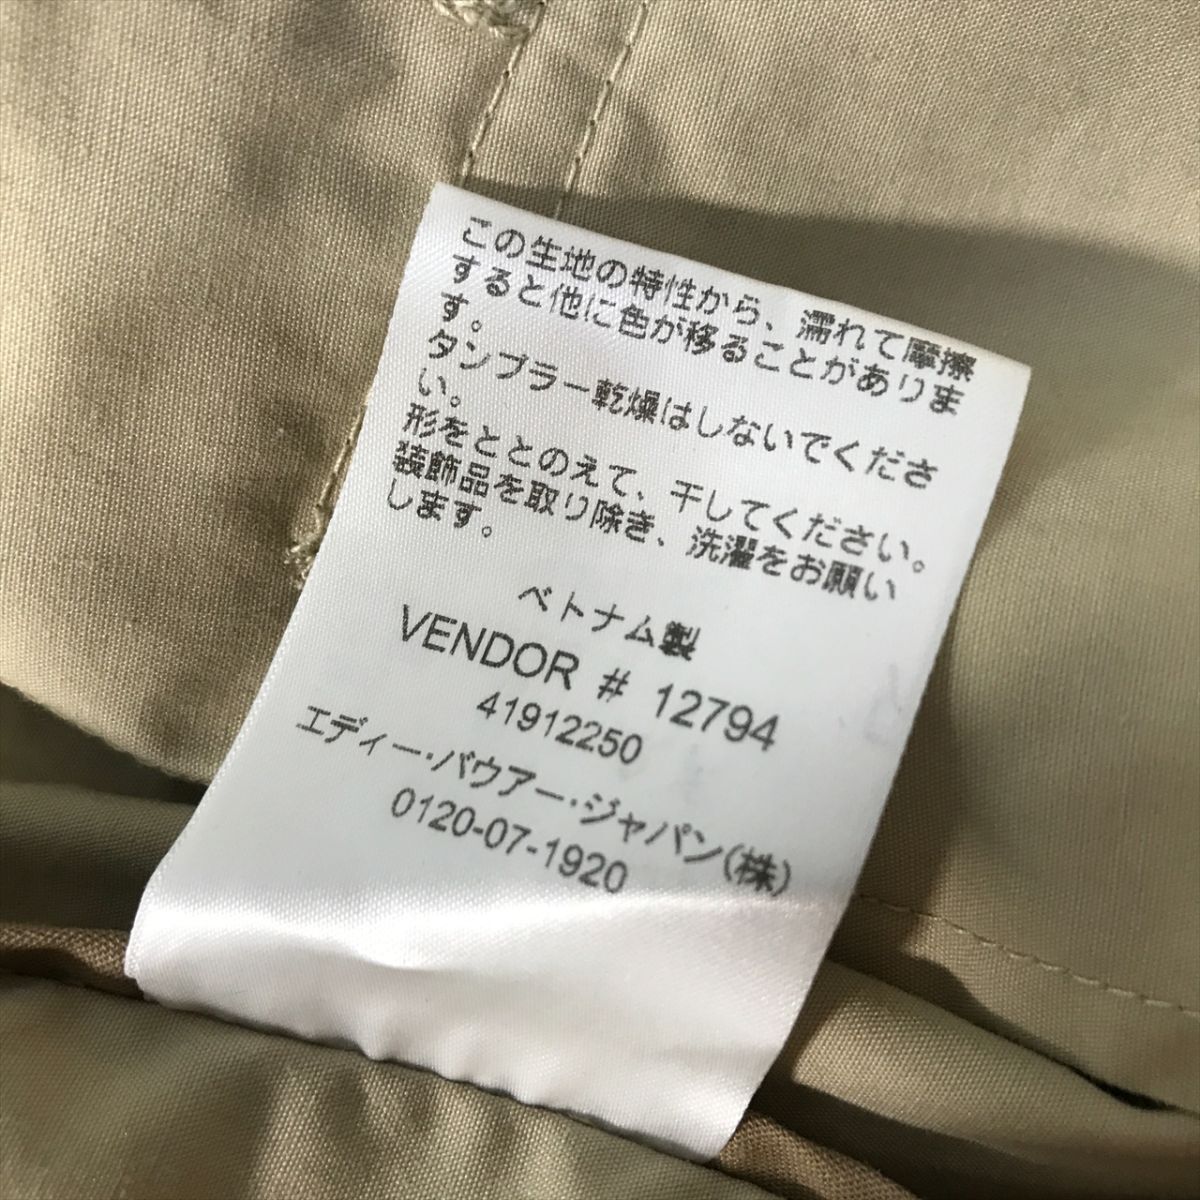 この生地の特性から、濡れて摩擦
すると他に色が移ることがありま
す。
タンブラー乾燥はしないでくださ
い。
形をととのえて、干してください。
装飾品を取り除き、洗濯をお願い
します。
ベトナム製
VENDOR # 12794
41912250
エディー・バウアー・ジャパン(株)
0120-07-1920